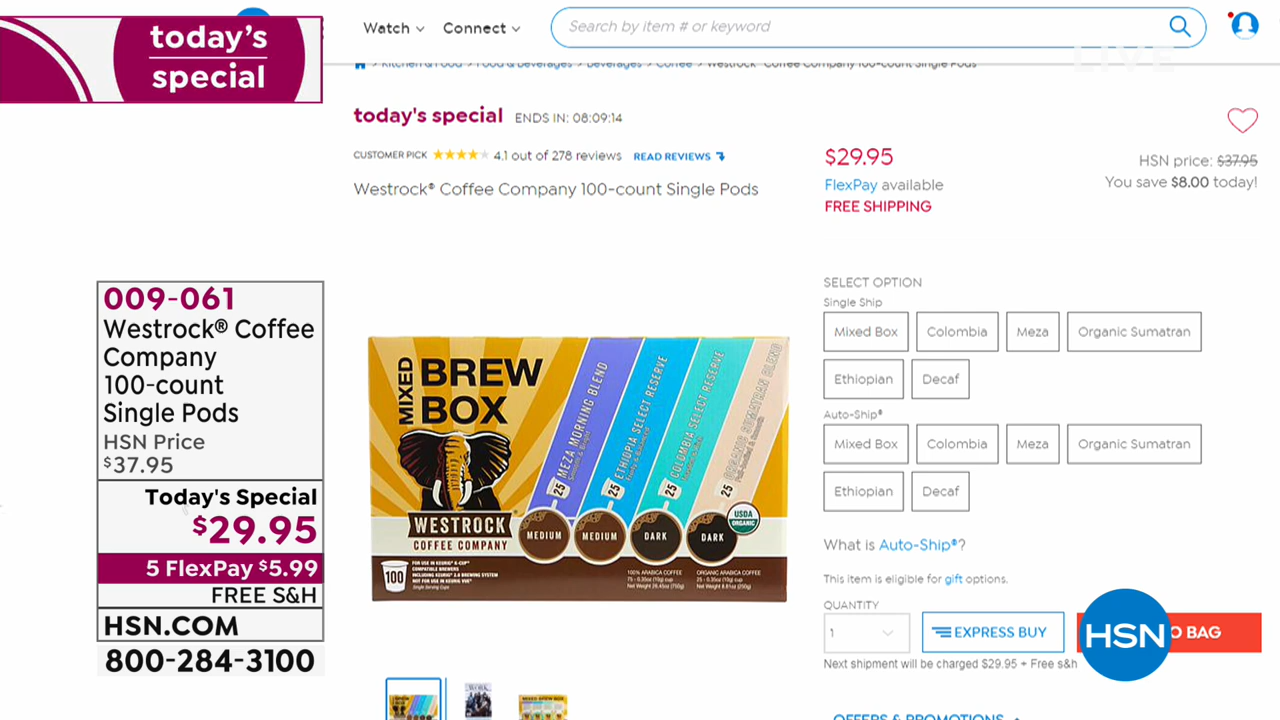 today's
special
Watch
Connect
Search by item # or keyword
LIVE
Kitchen & Food > Food & Beverages > Beverages > Coffee > Westrock® Coffee Company 100-count Single Pods
today's special ENDS IN: 08:09:14
CUSTOMER PICK 4.1 out of 278 reviews READ REVIEWS
Westrock® Coffee Company 100-count Single Pods
$29.95
FlexPay available
FREE SHIPPING
HSN price: $37.95
You save $8.00 today!
009-061
Westrock® Coffee
Company
100-count
Single Pods
HSN Price
$37.95
Today's Special
$29.95
5 FlexPay $5.99
FREE S&H
HSN.COM
800-284-3100
MIXED
BREW
BOX
25 MEZA MORNING BLEND
25 ETHIOPIA SELECT RESERVE
25 COLOMBIA SELECT RESERVE
25 ORGANIC SUMATRAN BLEND
WESTROCK
COFFEE COMPANY
MEDIUM
MEDIUM
DARK
DARK
USDA
ORGANIC
100
FOR USE IN KEURIG® K-CUP®
COMPATIBLE BREWERS
INCLUDING KEURIG® 2.0 BREWING SYSTEM
NOT FOR USE IN KEURIG VUE®
Single Serving Cups
100% ARABICA COFFEE
75 - 0.35oz (10g) cup
Net Weight 26.45oz (750g)
ORGANIC ARABICA COFFEE
25 - 0.35oz (10g) cup
Net Weight 8.81oz (250g)
SELECT OPTION
Single Ship
Mixed Box
Colombia
Meza
Organic Sumatran
Ethiopian
Decaf
Auto-Ship®
Mixed Box
Colombia
Meza
Organic Sumatran
Ethiopian
Decaf
What is Auto-Ship®?
This item is eligible for gift options.
QUANTITY
1
EXPRESS BUY
HSN
O BAG
Next shipment will be charged $29.95 + Free s&h
OFFERS & PROMOTIONS